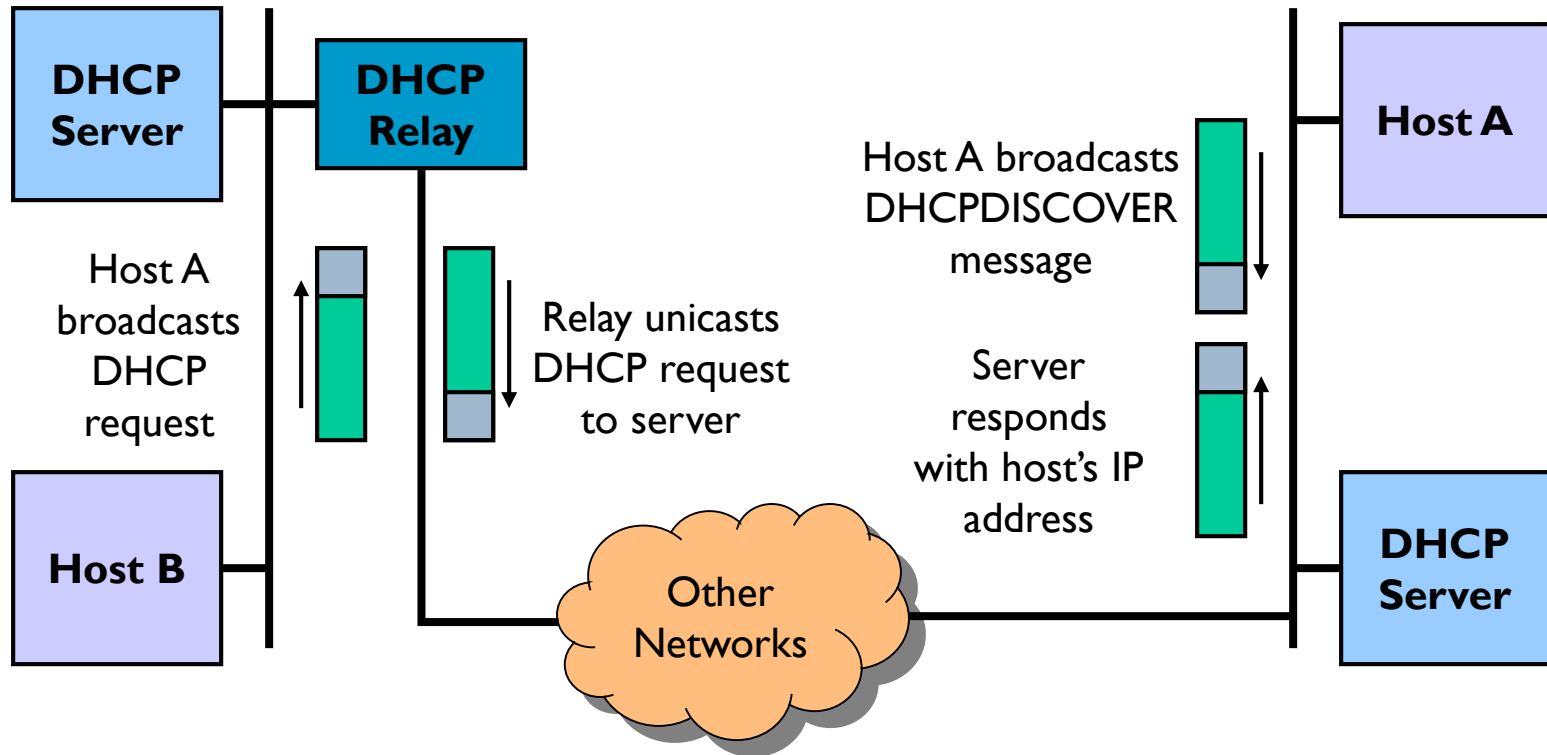 DHCP
Server
DHCP
Relay
Host A
broadcasts
DHCP
request
Relay unicasts
DHCP request
to server
Host B
Other
Networks
Host A broadcasts
DHCPDISCOVER
message
Server
responds
with host’s IP
address
Host A
DHCP
Server